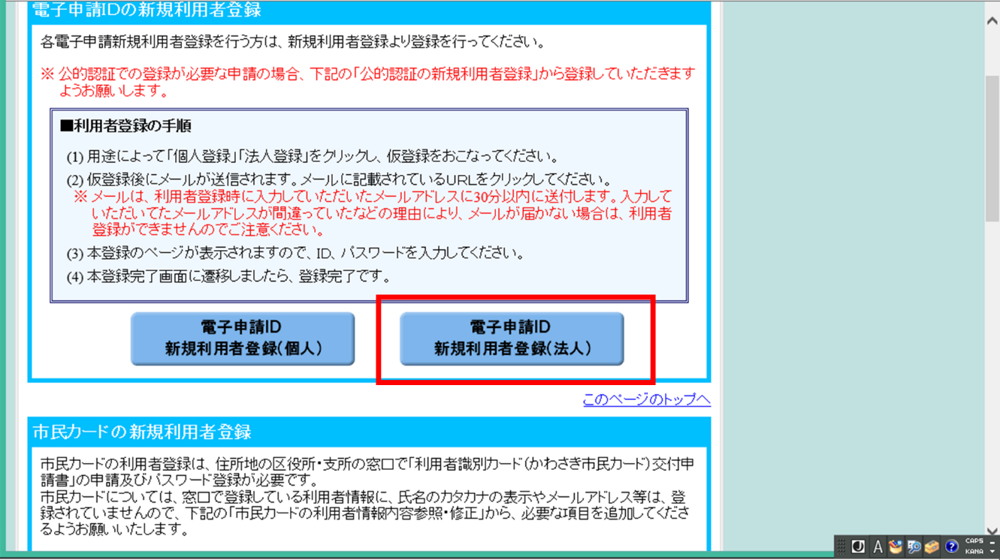 電子申請IDの新規利用者登録
各電子申請新規利用者登録を行う方は、新規利用者登録より登録を行ってください。
※ 公的認証での登録が必要な申請の場合、下記の「公的認証の新規利用者登録」から登録していただきます
ようお願いします。
■利用者登録の手順
(1) 用途によって「個人登録」「法人登録」をクリックし、仮登録をおこなってください。
(2) 仮登録後にメールが送信されます。メールに記載されているURLをクリックしてください。
※ メールは、利用者登録時に入力していただいたメールアドレスに30分以内に送付します。入力して
いただいてたメールアドレスが間違っていたなどの理由により、メールが届かない場合は、利用者
登録ができませんのでご注意ください。
(3) 本登録のページが表示されますので、ID、パスワードを入力してください。
(4) 本登録完了画面に遷移しましたら、登録完了です。
電子申請ID
新規利用者登録(個人)
電子申請ID
新規利用者登録(法人)
このページのトップへ
市民カードの新規利用者登録
市民カードの利用者登録は、住所地の区役所・支所の窓口で「利用者識別カード(かわさき市民カード)交付申
請書」の申請及びパスワード登録が必要です。
市民カードについては、窓口で登録している利用者情報に、氏名のカタカナの表示やメールアドレス等は、登
録されていませんので、下記の「市民カードの利用者情報内容参照・修正」から、必要な項目を追加してくださ
るようお願いいたします。
A
CAPS
KANA